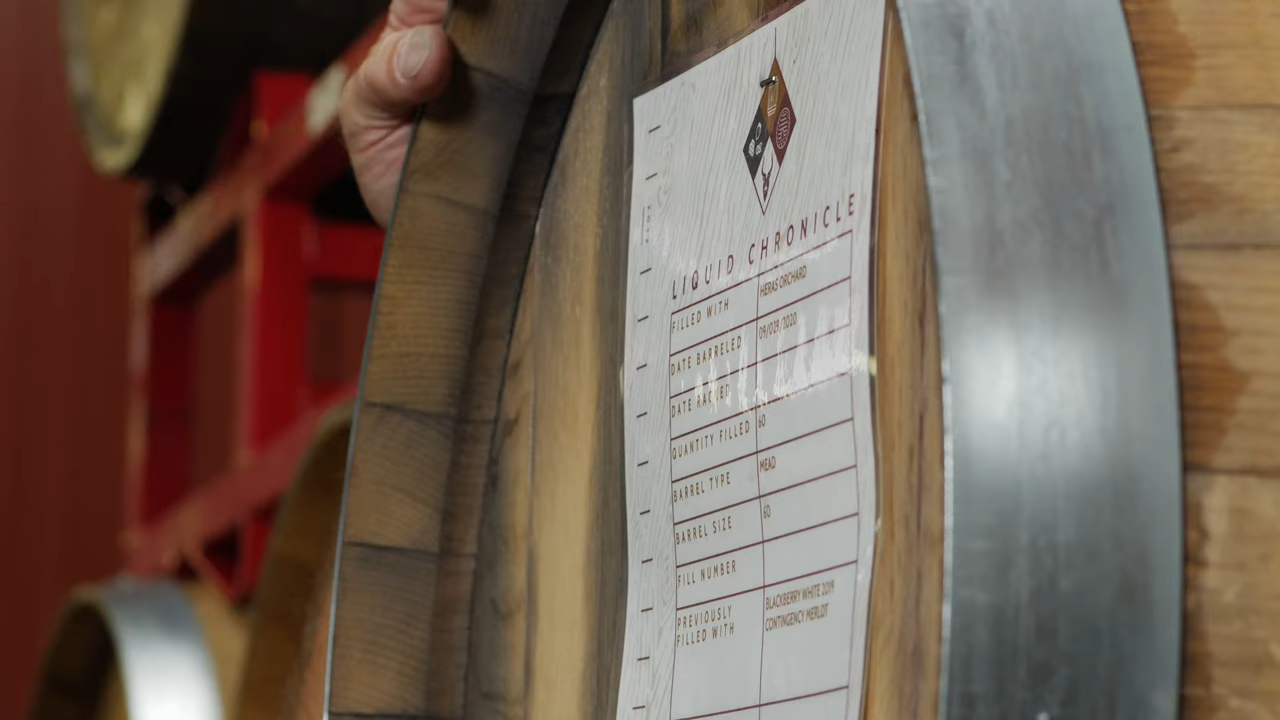 LIQUID CHRONICLE
FILLED WITH HERAS ORCHARD
DATE BARRELED 09/029/2020
DATE RACKED
QUANTITY FILLED 60
BARREL TYPE MEAD
BARREL SIZE 60
FILL NUMBER
PREVIOUSLY FILLED WITH
BLACKBERRY WHITE 2019
CONTINGENCY MERLOT